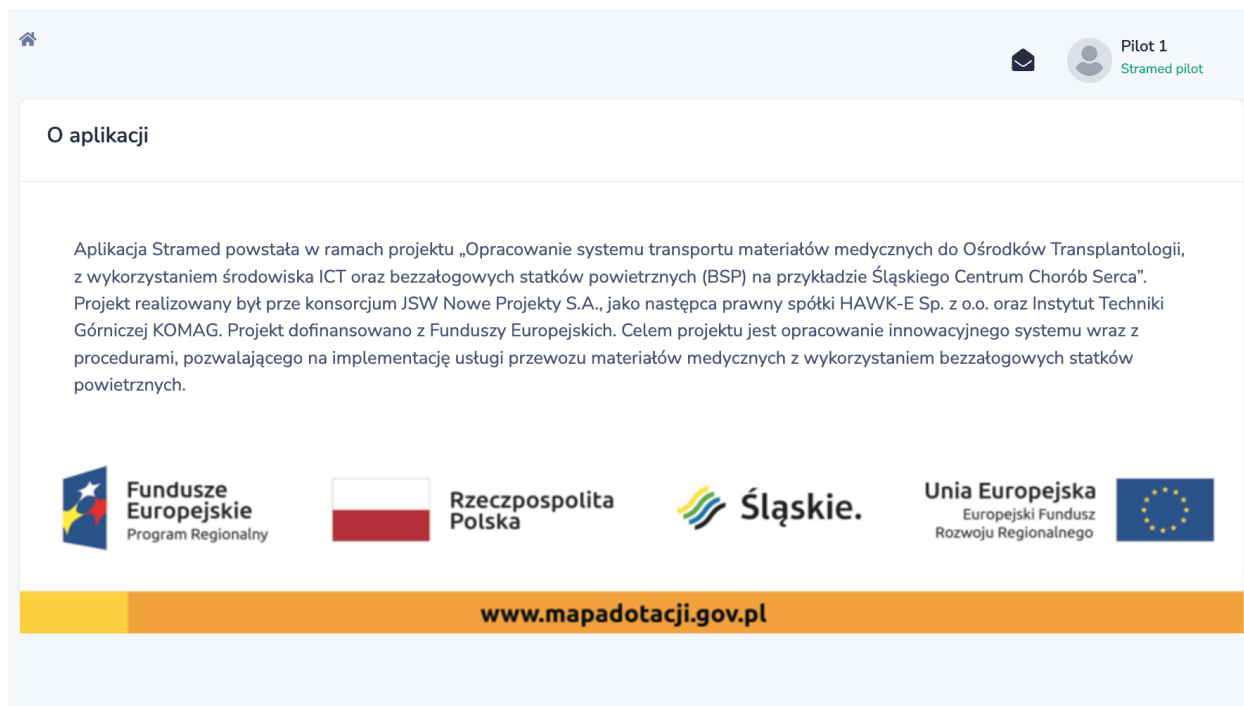 Pilot 1
Stramed pilot
O aplikacji
Aplikacja Stramed powstała w ramach projektu „Opracowanie systemu transportu materiałów medycznych do Ośrodków Transplantologii,
z wykorzystaniem środowiska ICT oraz bezzałogowych statków powietrznych (BSP) na przykładzie Śląskiego Centrum Chorób Serca”.
Projekt realizowany był prze konsorcjum JSW Nowe Projekty S.A., jako następca prawny spółki HAWK-E Sp. z o.o. oraz Instytut Techniki
Górniczej KOMAG. Projekt dofinansowano z Funduszy Europejskich. Celem projektu jest opracowanie innowacyjnego systemu wraz z
procedurami, pozwalającego na implementację usługi przewozu materiałów medycznych z wykorzystaniem bezzałogowych statków
powietrznych.
Fundusze
Europejskie
Program Regionalny
Rzeczpospolita
Polska
Śląskie.
Unia Europejska
Europejski Fundusz
Rozwoju Regionalnego
www.mapadotacji.gov.pl